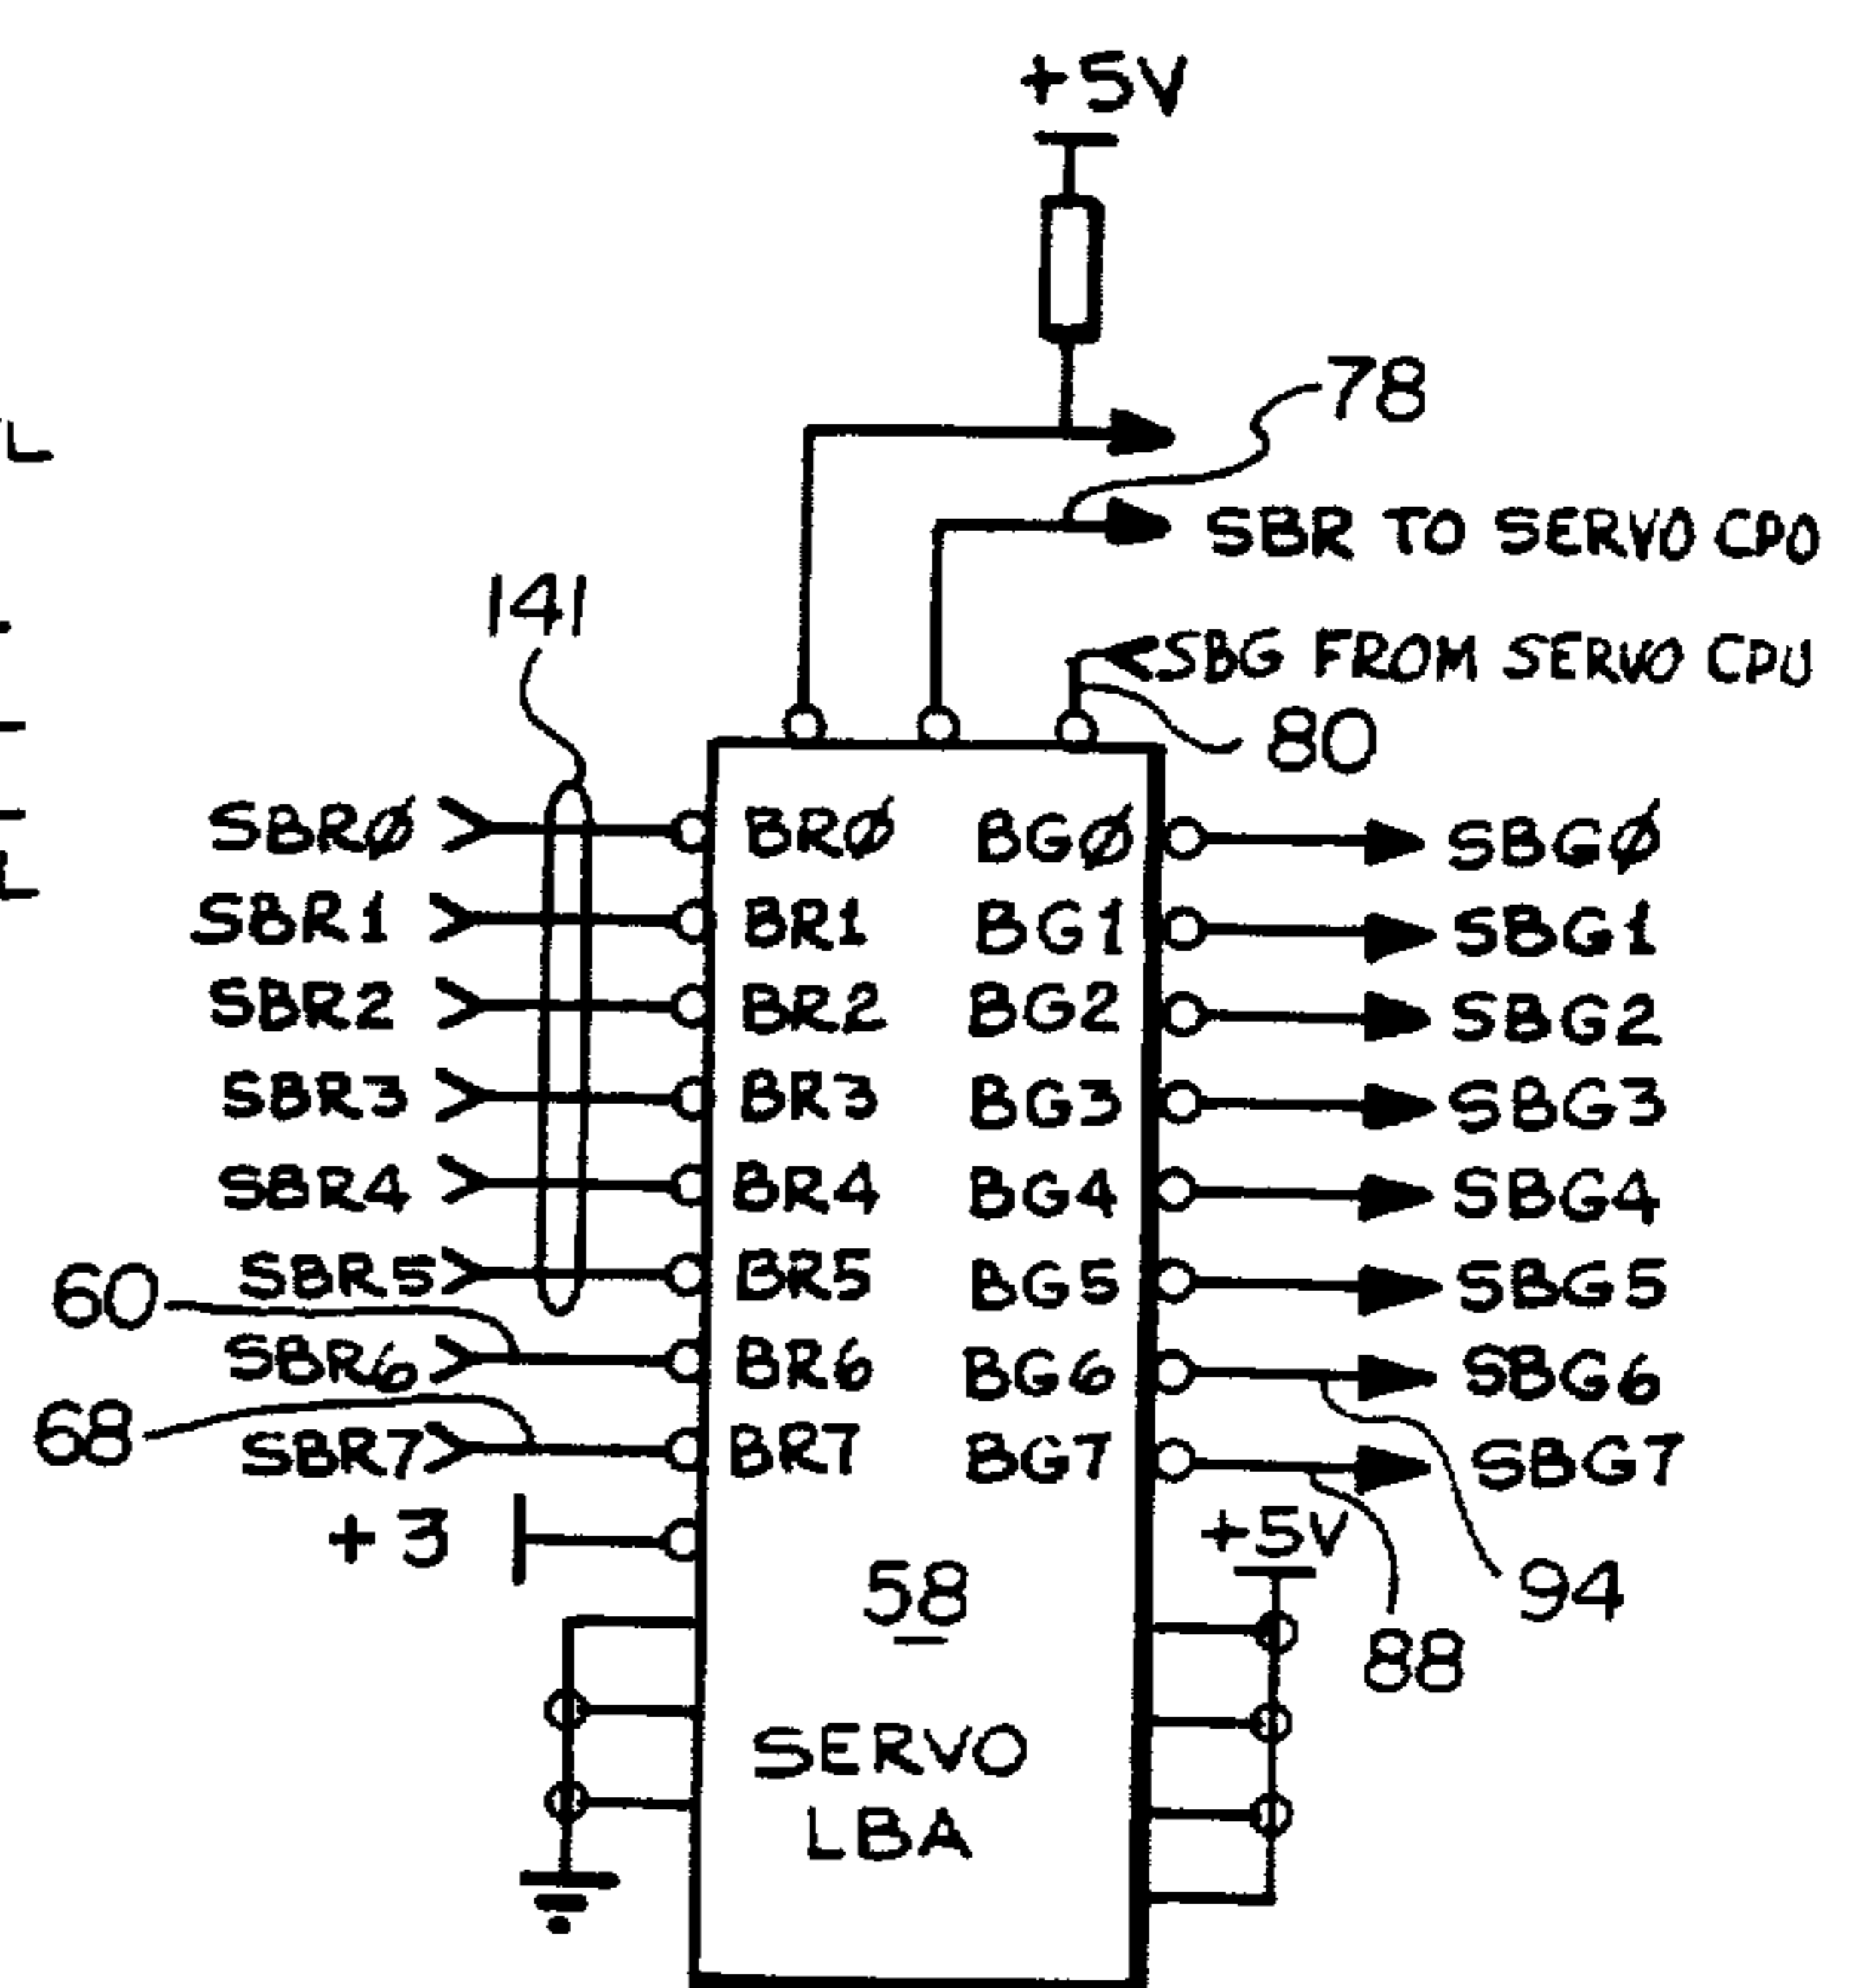 +5V
78
SBR TO SERVO CPU
141
<SBG FROM SERVO CPU
80
SBRØ BRØ BGØ SBGØ
SBR1 BR1 BG1 SBG1
SBR2 BR2 BG2 SBG2
SBR3 BR3 BG3 SBG3
SBR4 BR4 BG4 SBG4
SBR5 BR5 BG5 SBG5
60
SBR6 BR6 BG6 SBG6
68
SBR7 BR7 BG7 SBG7
+3
+5V
58
94
88
SERVO
LBA